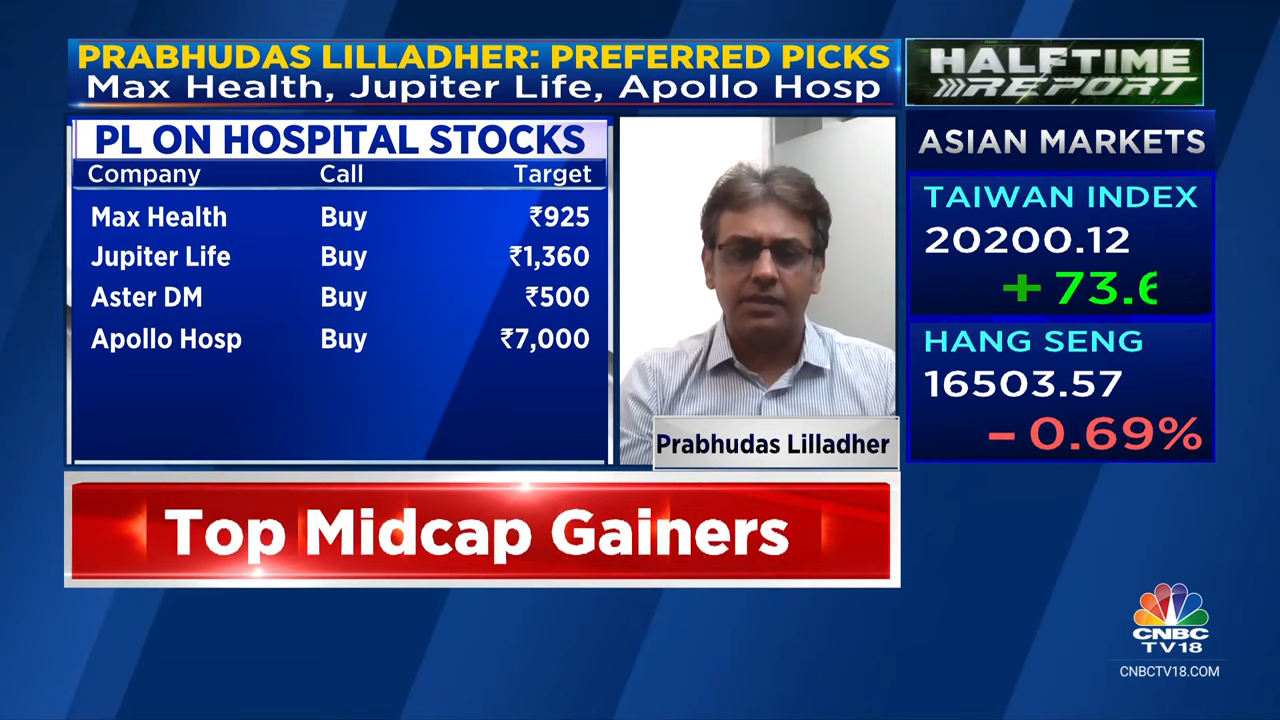 PRABHUDAS LILLADHER: PREFERRED PICKS
Max Health, Jupiter Life, Apollo Hosp
HALFTIME
REPORT
PL ON HOSPITAL STOCKS
Company Call Target
Max Health Buy ₹925
Jupiter Life Buy ₹1,360
Aster DM Buy ₹500
Apollo Hosp Buy ₹7,000
Prabhudas Lilladher
ASIAN MARKETS
TAIWAN INDEX
20200.12
+ 73.6
HANG SENG
16503.57
– 0.69%
Top Midcap Gainers
CNBC
TV18
CNBCTV18.COM